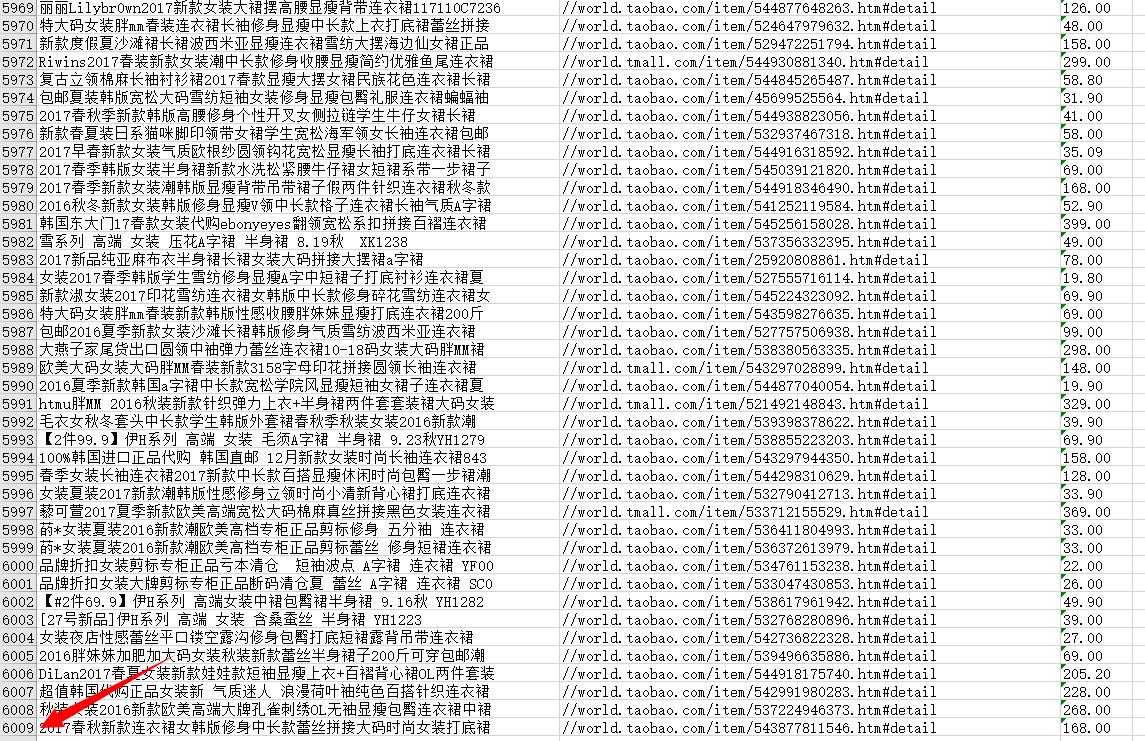 5969 丽丽Lilybr0wn2017新款女装大裙摆高腰显瘦背带连衣裙117110C7236 //world.taobao.com/item/544877648263.htm#detail 126.00
5970 特大码女装胖mm春装连衣裙长袖修身显瘦中长款上衣打底裙蕾丝拼接 //world.taobao.com/item/524647979632.htm#detail 48.00
5971 新款度假夏沙滩裙长裙波西米亚显瘦连衣裙雪纺大摆海边仙女裙正品 //world.taobao.com/item/529472251794.htm#detail 158.00
5972 Riwins2017春装新款女装潮中长款修身收腰显瘦简约优雅鱼尾连衣裙 //world.tmall.com/item/544930881340.htm#detail 299.00
5973 复古立领棉麻长袖衬衫裙2017春款显瘦大摆女裙民族花色连衣裙长裙 //world.taobao.com/item/544845265487.htm#detail 58.80
5974 包邮夏装韩版宽松大码雪纺短袖女装修身显瘦包臀礼服连衣裙蝙蝠袖 //world.taobao.com/item/45699525564.htm#detail 31.90
5975 2017春秋季新款韩版高腰修身个性开叉女侧拉链学生牛仔女裙长裙 //world.taobao.com/item/544938823056.htm#detail 41.00
5976 新款春夏装日系猫咪脚印领带女裙学生宽松海军领女长袖连衣裙包邮 //world.taobao.com/item/532937467318.htm#detail 58.00
5977 2017早春新款女装气质欧根纱圆领钩花宽松显瘦长袖打底连衣裙长裙 //world.taobao.com/item/544916318592.htm#detail 35.09
5978 2017春季韩版女装半身裙新款水洗松紧腰牛仔裙女短裙系带一步裙子 //world.taobao.com/item/545039121820.htm#detail 69.00
5979 2017春季新款女装潮韩版显瘦背带吊带裙子假两件针织连衣裙秋冬款 //world.taobao.com/item/544918346490.htm#detail 168.00
5980 2016秋冬新款女装韩版修身显瘦V领中长款格子连衣裙长袖气质A字裙 //world.taobao.com/item/541252119584.htm#detail 52.90
5981 韩国东大门17春款女装代购ebonyeyes翻领宽松系扣拼接百褶连衣裙 //world.taobao.com/item/545256158028.htm#detail 399.00
5982 雪系列 高端 女装 压花A字裙 半身裙 8.19秋 XK1238 //world.taobao.com/item/537356332395.htm#detail 49.00
5983 2017新品纯亚麻布衣半身裙长裙女装大码拼接大摆裙a字裙 //world.taobao.com/item/25920808861.htm#detail 78.00
5984 女装2017春季韩版学生雪纺修身显瘦A字中短裙子打底衬衫连衣裙夏 //world.taobao.com/item/527555716114.htm#detail 19.80
5985 新款淑女装2017印花雪纺连衣裙女韩版中长款修身碎花雪纺连衣裙女 //world.taobao.com/item/545224323092.htm#detail 69.90
5986 特大码女装胖mm春装新款韩版性感收腰胖妹妹显瘦打底连衣裙200斤 //world.taobao.com/item/543598276635.htm#detail 69.00
5987 包邮2016夏季新款女装沙滩长裙韩版修身气质雪纺波西米亚连衣裙 //world.taobao.com/item/527757506938.htm#detail 99.00
5988 大燕子家尾货出口圆领中袖弹力蕾丝连衣裙10-18码女装大码胖MM裙 //world.taobao.com/item/538380563335.htm#detail 298.00
5989 欧美大码女装大码胖MM春装新款3158字母印花拼接圆领长袖连衣裙 //world.tmall.com/item/543297028899.htm#detail 148.00
5990 2016夏季新款韩国a字裙中长款宽松学院风显瘦短袖女裙子连衣裙夏 //world.taobao.com/item/544877040054.htm#detail 19.90
5991 htmu胖MM 2016秋装新款针织弹力上衣+半身裙两件套套装裙大码女装 //world.tmall.com/item/521492148843.htm#detail 329.00
5992 毛衣女秋冬套头中长款学生韩版外套裙春秋季秋装女装2016新款潮 //world.taobao.com/item/539398378622.htm#detail 39.90
5993 【2件99.9】伊H系列 高端 女装 毛须A字裙 半身裙 9.23秋YH1279 //world.taobao.com/item/538855223203.htm#detail 69.90
5994 100%韩国进口正品代购 韩国直邮 12月新款女装时尚长袖连衣裙843 //world.taobao.com/item/543297944350.htm#detail 158.00
5995 春季女装长袖连衣裙2017新款中长款百搭显瘦休闲时尚包臀一步裙潮 //world.taobao.com/item/544298310629.htm#detail 128.00
5996 女装夏装2017新款潮韩版性感修身立领时尚小清新背心裙打底连衣裙 //world.taobao.com/item/532790412713.htm#detail 33.90
5997 藙可萱2017夏季新款欧美高端宽松大码棉麻真丝拼接黑色女装连衣裙 //world.tmall.com/item/533712155529.htm#detail 369.00
5998 莳*女装夏装2016新款潮欧美高档专柜正品剪标修身 五分袖 连衣裙 //world.taobao.com/item/536411804993.htm#detail 33.00
5999 莳*女装夏装2016新款潮欧美高档专柜正品剪标蕾丝 修身短裙连衣裙 //world.taobao.com/item/536372613979.htm#detail 33.00
6000 品牌折扣女装剪标专柜正品亏本清仓 短袖波点 A字裙 连衣裙 YF00 //world.taobao.com/item/534761153238.htm#detail 22.00
6001 品牌折扣女装大牌剪标专柜正品断码清仓夏 蕾丝 A字裙 连衣裙 SC0 //world.taobao.com/item/533047430853.htm#detail 26.00
6002 【#2件69.9】伊H系列 高端女装中裙包臀裙半身裙 9.16秋 YH1282 //world.taobao.com/item/538617961942.htm#detail 49.90
6003 [27号新品]伊H系列 高端 女装 含桑蚕丝 半身裙 YH1223 //world.taobao.com/item/532768280896.htm#detail 39.00
6004 女装夜店性感蕾丝平口镂空露沟修身包臀打底短裙露背吊带连衣裙 //world.taobao.com/item/542736822328.htm#detail 27.00
6005 2016胖妹妹加肥加大码女装秋装新款蕾丝半身裙子200斤可穿包邮潮 //world.taobao.com/item/539496635886.htm#detail 69.00
6006 DiLan2017春夏女装新款娃娃款短袖显瘦上衣+百褶背心裙OL两件套装 //world.taobao.com/item/544918175740.htm#detail 205.20
6007 超值韩国代购正品女装新 气质迷人 浪漫荷叶袖纯色百搭针织连衣裙 //world.taobao.com/item/542991980283.htm#detail 228.00
6008 秋装女装2016新款欧美高端大牌孔雀刺绣OL无袖显瘦包臀连衣裙中裙 //world.taobao.com/item/537224946373.htm#detail 268.00
6009 2017春秋新款连衣裙女韩版修身中长款蕾丝拼接大码时尚女装打底裙 //world.taobao.com/item/543877811546.htm#detail 168.00